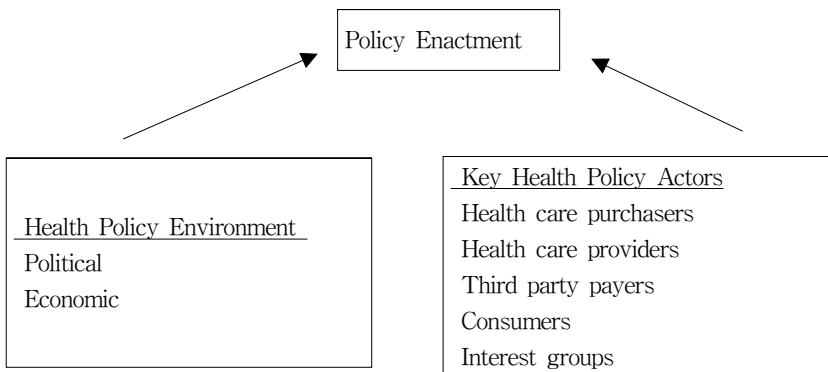 Policy Enactment
Health Policy Environment
Political
Economic
Key Health Policy Actors
Health care purchasers
Health care providers
Third party payers
Consumers
Interest groups